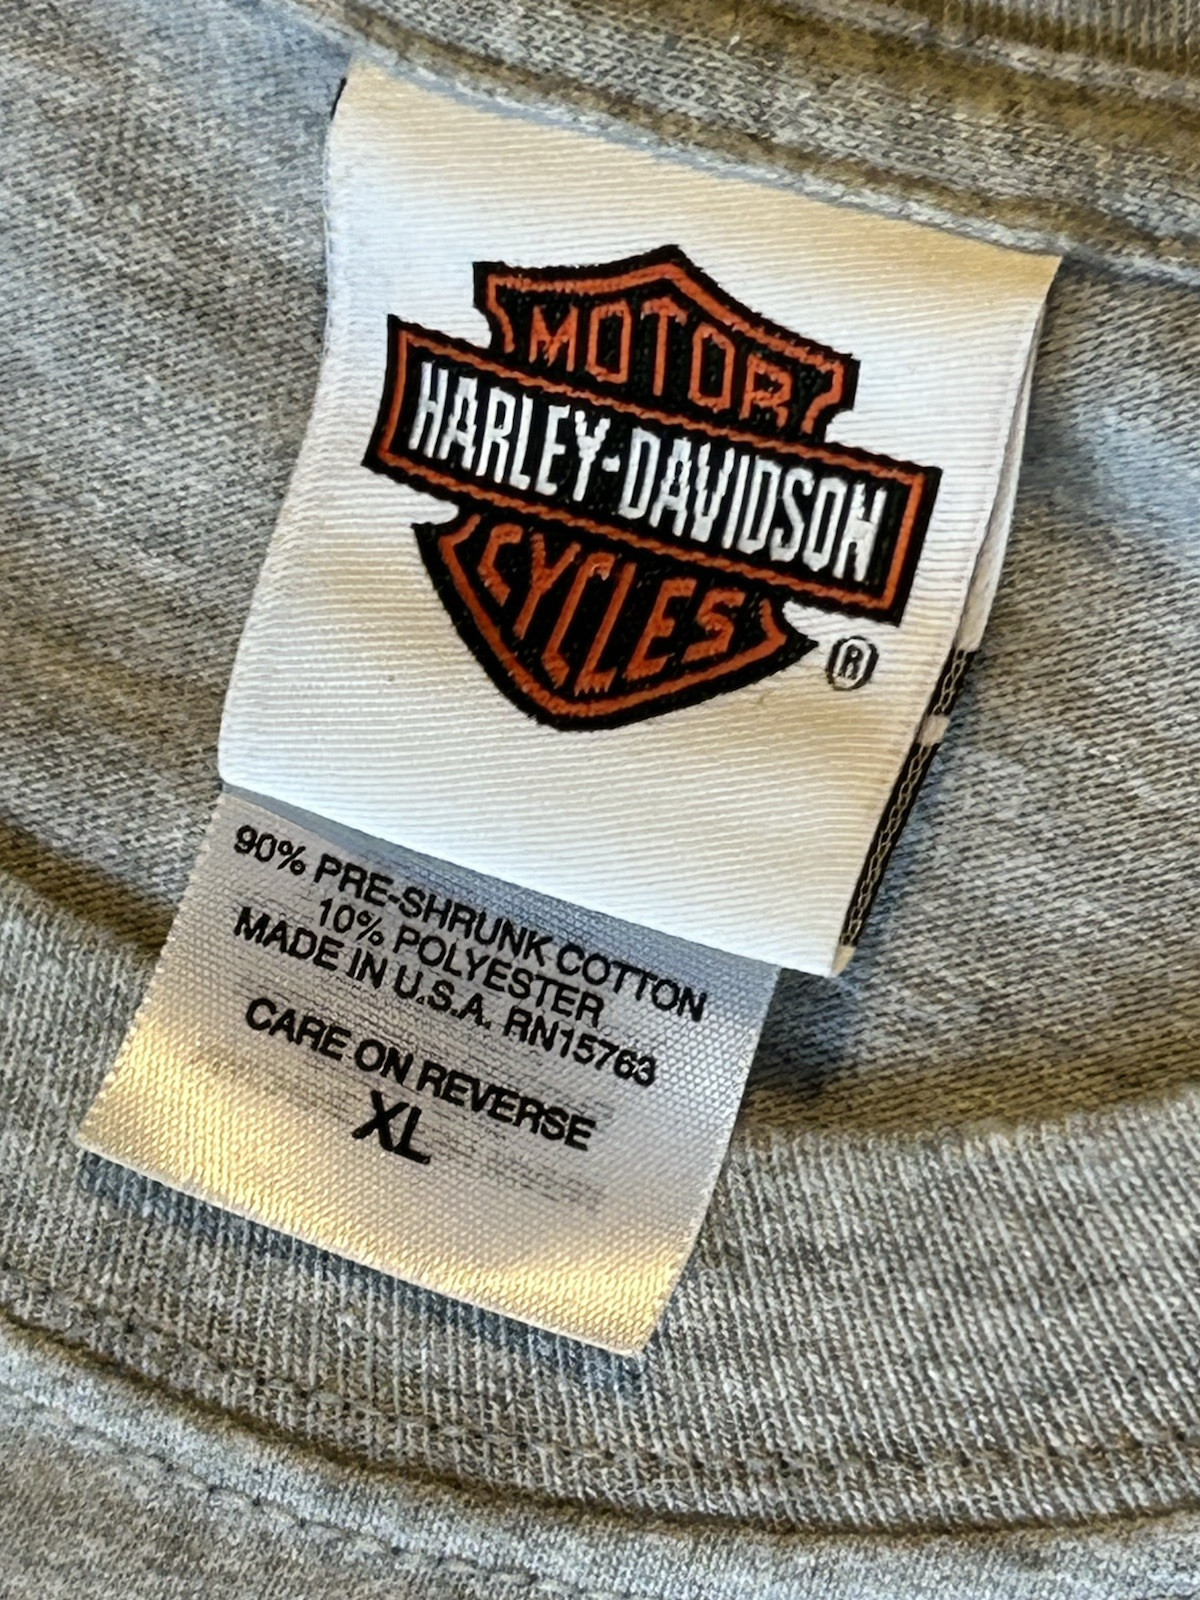 MOTOR
HARLEY-DAVIDSON
CYCLES
®
90% PRE-SHRUNK COTTON
10% POLYESTER
MADE IN U.S.A. RN15763
CARE ON REVERSE
XL